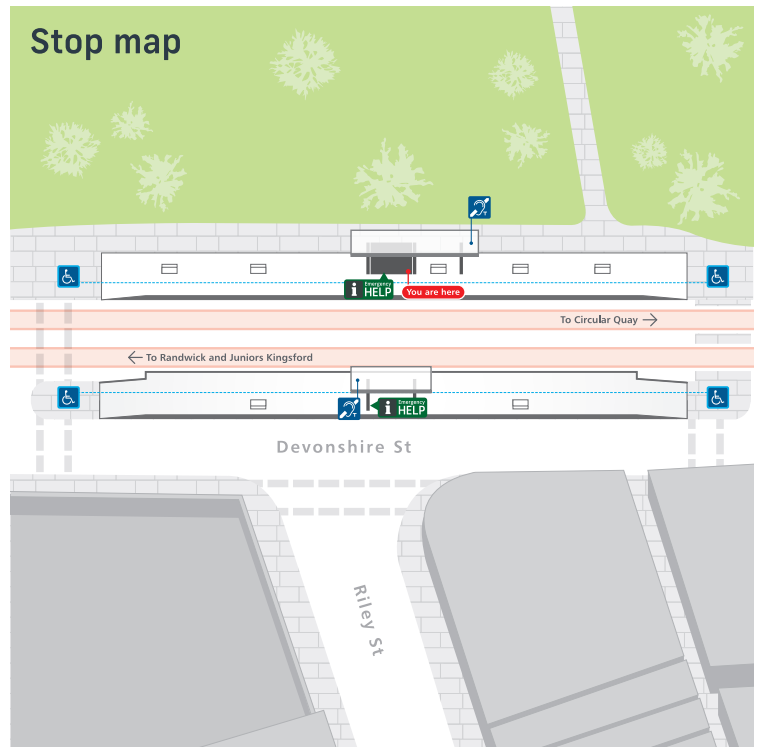 Stop map
Emergency
HELP
You are here
To Circular Quay
To Randwick and Juniors Kingsford
Emergency
HELP
Devonshire St
Riley St